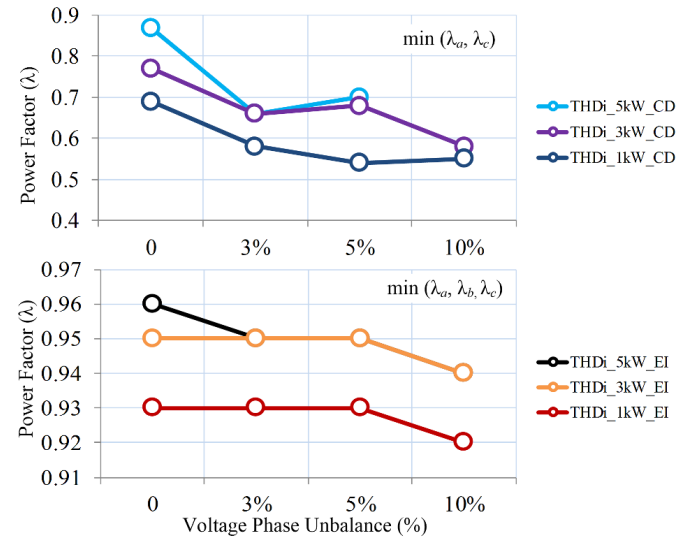 0.9
0.8
0.7
0.6
0.5
0.4
Power Factor (λ)
min (λa, λc)
0 3% 5% 10%
THDi_5kW_CD
THDi_3kW_CD
THDi_1kW_CD
0.97
0.96
0.95
0.94
0.93
0.92
0.91
Power Factor (λ)
min (λa, λb, λc)
0 3% 5% 10%
Voltage Phase Unbalance (%)
THDi_5kW_EI
THDi_3kW_EI
THDi_1kW_EI